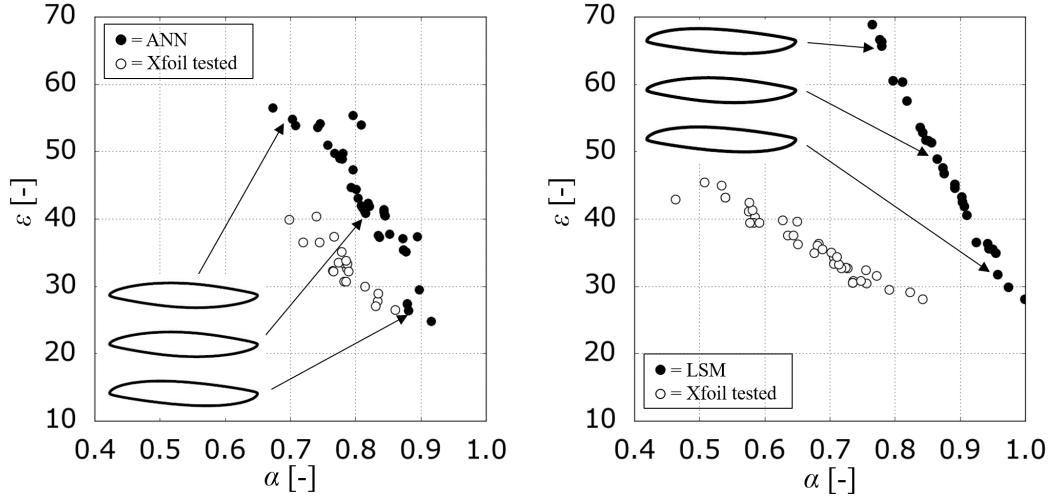 70
60
50
40
30
20
10
ε [-]
● = ANN
○ = Xfoil tested
0.4 0.5 0.6 0.7 0.8 0.9 1.0
α [-]
70
60
50
40
30
20
10
ε [-]
● = LSM
○ = Xfoil tested
0.4 0.5 0.6 0.7 0.8 0.9 1.0
α [-]